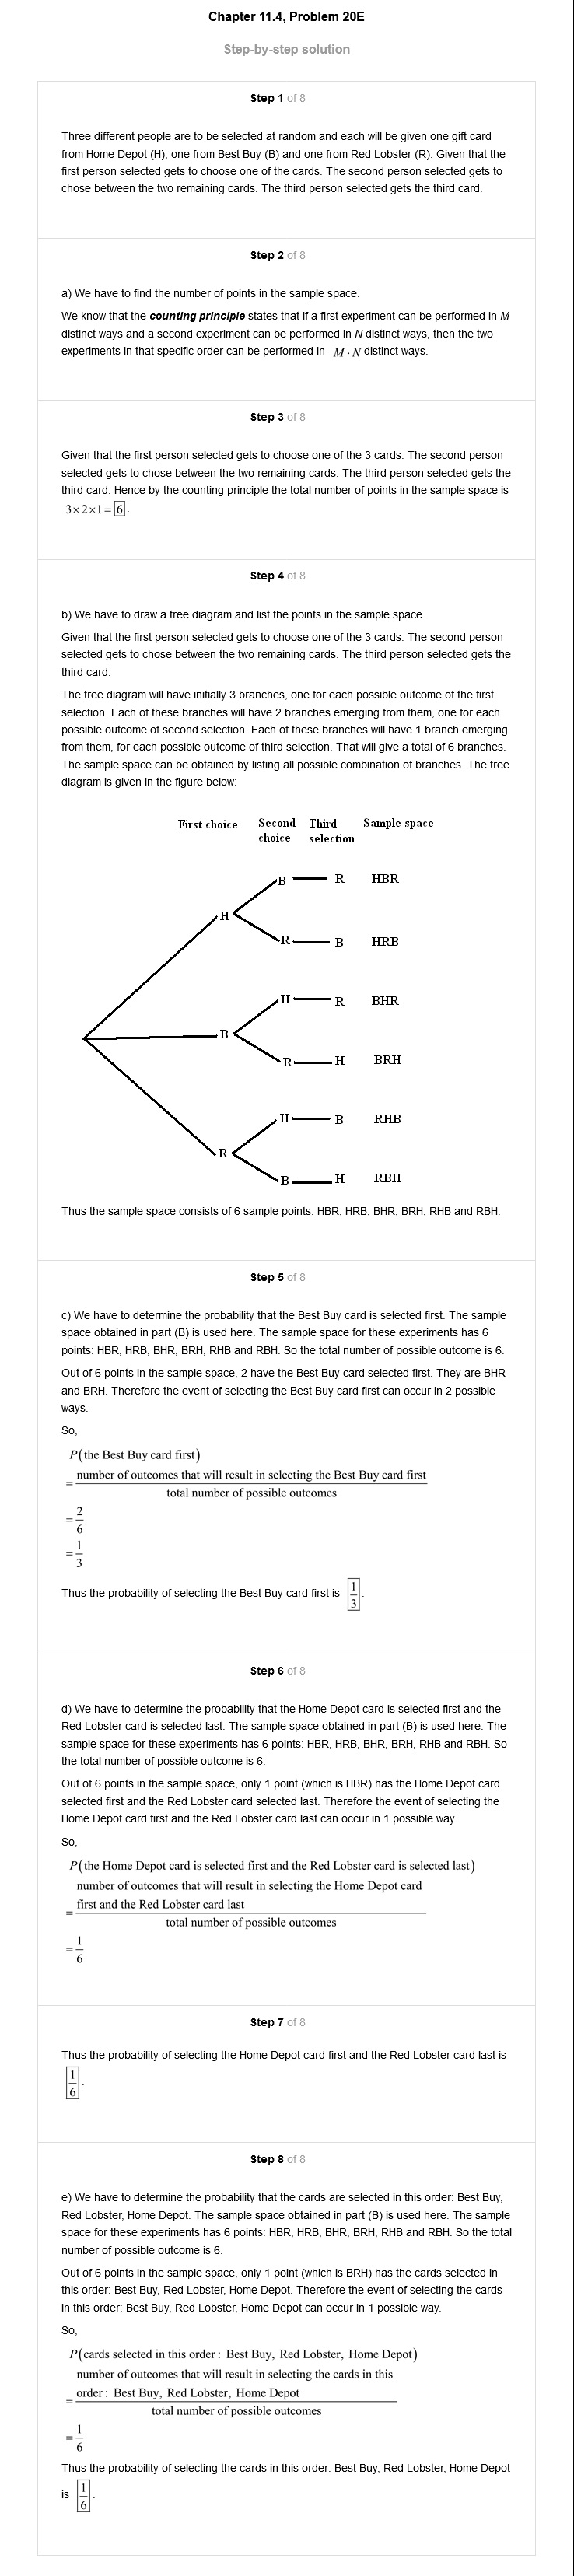 Chapter 11.4, Problem 20E
Step-by-step solution
Step 1 of 8
Three different people are to be selected at random and each will be given one gift card
from Home Depot (H), one from Best Buy (B) and one from Red Lobster (R). Given that the
first person selected gets to choose one of the cards. The second person selected gets to
chose between the two remaining cards. The third person selected gets the third card.
Step 2 of 8
a) We have to find the number of points in the sample space.
We know that the counting principle states that if a first experiment can be performed in M
distinct ways and a second experiment can be performed in N distinct ways, then the two
experiments in that specific order can be performed in M · N distinct ways.
Step 3 of 8
Given that the first person selected gets to choose one of the 3 cards. The second person
selected gets to chose between the two remaining cards. The third person selected gets the
third card. Hence by the counting principle the total number of points in the sample space is
3×2×1=6.
Step 4 of 8
b) We have to draw a tree diagram and list the points in the sample space.
Given that the first person selected gets to choose one of the 3 cards. The second person
selected gets to chose between the two remaining cards. The third person selected gets the
third card.
The tree diagram will have initially 3 branches, one for each possible outcome of the first
selection. Each of these branches will have 2 branches emerging from them, one for each
possible outcome of second selection. Each of these branches will have 1 branch emerging
from them, for each possible outcome of third selection. That will give a total of 6 branches.
The sample space can be obtained by listing all possible combination of branches. The tree
diagram is given in the figure below:
First choice Second Third Sample space
choice selection
B R HBR
H
R B HRB
H R BHR
B
R H BRH
H B RHB
R
B H RBH
Thus the sample space consists of 6 sample points: HBR, HRB, BHR, BRH, RHB and RBH.
Step 5 of 8
c) We have to determine the probability that the Best Buy card is selected first. The sample
space obtained in part (B) is used here. The sample space for these experiments has 6
points: HBR, HRB, BHR, BRH, RHB and RBH. So the total number of possible outcome is 6.
Out of 6 points in the sample space, 2 have the Best Buy card selected first. They are BHR
and BRH. Therefore the event of selecting the Best Buy card first can occur in 2 possible
ways.
So,
P(the Best Buy card first)
= number of outcomes that will result in selecting the Best Buy card first
total number of possible outcomes
= 2
6
= 1
3
Thus the probability of selecting the Best Buy card first is 1/3.
Step 6 of 8
d) We have to determine the probability that the Home Depot card is selected first and the
Red Lobster card is selected last. The sample space obtained in part (B) is used here. The
sample space for these experiments has 6 points: HBR, HRB, BHR, BRH, RHB and RBH. So
the total number of possible outcome is 6.
Out of 6 points in the sample space, only 1 point (which is HBR) has the Home Depot card
selected first and the Red Lobster card selected last. Therefore the event of selecting the
Home Depot card first and the Red Lobster card last can occur in 1 possible way.
So,
P(the Home Depot card is selected first and the Red Lobster card is selected last)
number of outcomes that will result in selecting the Home Depot card
= first and the Red Lobster card last
total number of possible outcomes
= 1
6
Step 7 of 8
Thus the probability of selecting the Home Depot card first and the Red Lobster card last is
1/6.
Step 8 of 8
e) We have to determine the probability that the cards are selected in this order: Best Buy,
Red Lobster, Home Depot. The sample space obtained in part (B) is used here. The sample
space for these experiments has 6 points: HBR, HRB, BHR, BRH, RHB and RBH. So the total
number of possible outcome is 6.
Out of 6 points in the sample space, only 1 point (which is BRH) has the cards selected in
this order: Best Buy, Red Lobster, Home Depot. Therefore the event of selecting the cards
in this order: Best Buy, Red Lobster, Home Depot can occur in 1 possible way.
So,
P(cards selected in this order: Best Buy, Red Lobster, Home Depot)
number of outcomes that will result in selecting the cards in this
= order: Best Buy, Red Lobster, Home Depot
total number of possible outcomes
= 1
6
Thus the probability of selecting the cards in this order: Best Buy, Red Lobster, Home Depot
is 1/6.